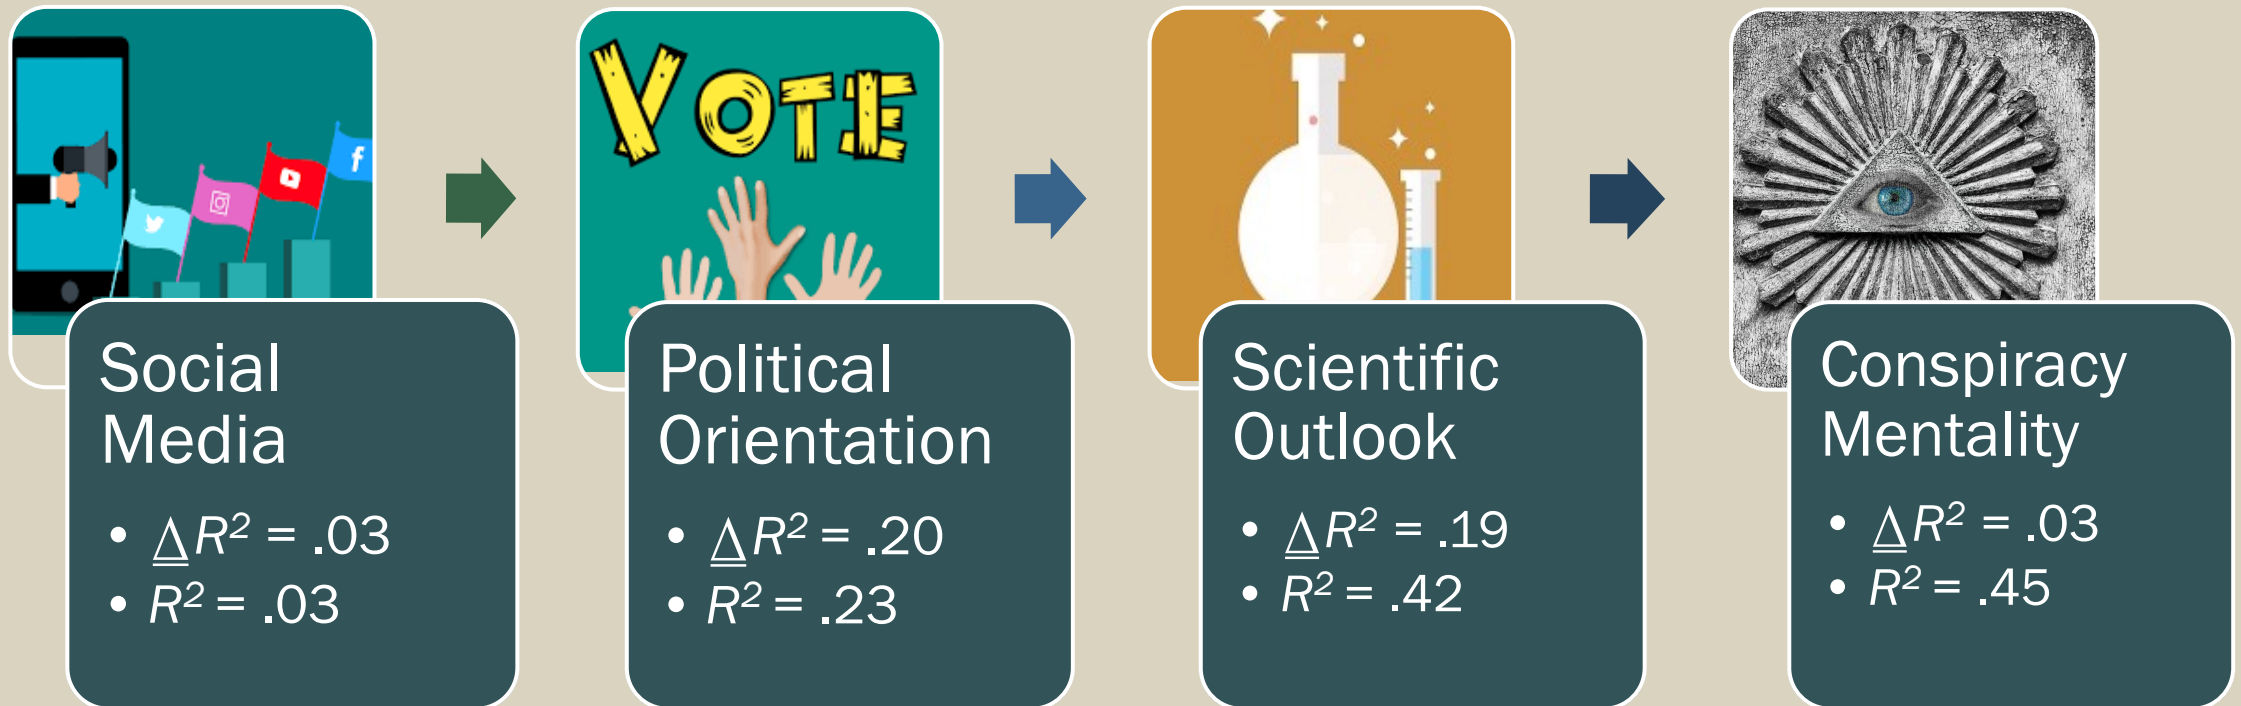 VOTE
f
Social
Media
• ΔR² = .03
• R² = .03
Political
Orientation
• ΔR² = .20
• R² = .23
Scientific
Outlook
• ΔR² = .19
• R² = .42
Conspiracy
Mentality
• ΔR² = .03
• R² = .45